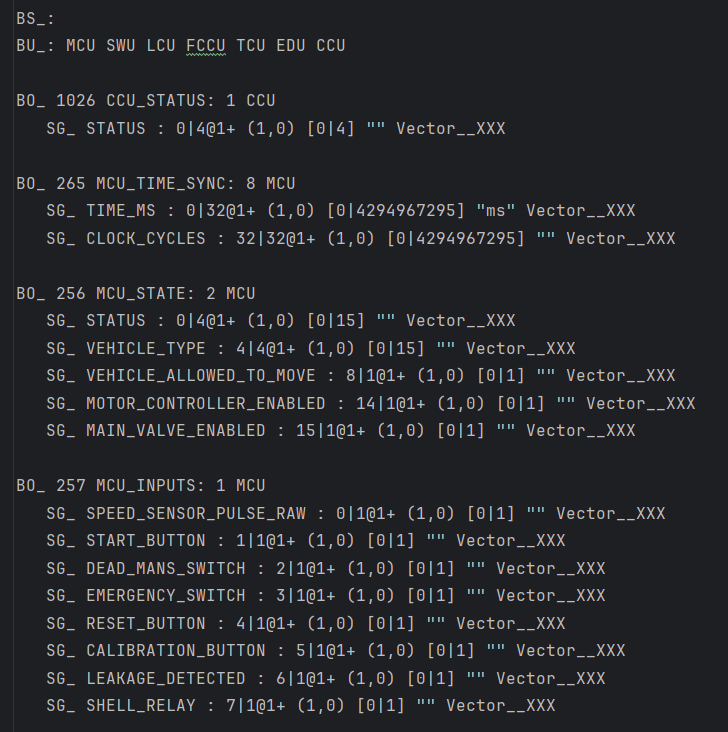 BS_:
BU_: MCU SWU LCU FCCU TCU EDU CCU
BO_ 1026 CCU_STATUS: 1 CCU
SG_ STATUS : 0|4@1+ (1,0) [0|4] "" Vector__XXX
BO_ 265 MCU_TIME_SYNC: 8 MCU
SG_ TIME_MS : 0|32@1+ (1,0) [0|4294967295] "ms" Vector__XXX
SG_ CLOCK_CYCLES : 32|32@1+ (1,0) [0|4294967295] "" Vector__XXX
BO_ 256 MCU_STATE: 2 MCU
SG_ STATUS : 0|4@1+ (1,0) [0|15] "" Vector__XXX
SG_ VEHICLE_TYPE : 4|4@1+ (1,0) [0|15] "" Vector__XXX
SG_ VEHICLE_ALLOWED_TO_MOVE : 8|1@1+ (1,0) [0|1] "" Vector__XXX
SG_ MOTOR_CONTROLLER_ENABLED : 14|1@1+ (1,0) [0|1] "" Vector__XXX
SG_ MAIN_VALVE_ENABLED : 15|1@1+ (1,0) [0|1] "" Vector__XXX
BO_ 257 MCU_INPUTS: 1 MCU
SG_ SPEED_SENSOR_PULSE_RAW : 0|1@1+ (1,0) [0|1] "" Vector__XXX
SG_ START_BUTTON : 1|1@1+ (1,0) [0|1] "" Vector__XXX
SG_ DEAD_MANS_SWITCH : 2|1@1+ (1,0) [0|1] "" Vector__XXX
SG_ EMERGENCY_SWITCH : 3|1@1+ (1,0) [0|1] "" Vector__XXX
SG_ RESET_BUTTON : 4|1@1+ (1,0) [0|1] "" Vector__XXX
SG_ CALIBRATION_BUTTON : 5|1@1+ (1,0) [0|1] "" Vector__XXX
SG_ LEAKAGE_DETECTED : 6|1@1+ (1,0) [0|1] "" Vector__XXX
SG_ SHELL_RELAY : 7|1@1+ (1,0) [0|1] "" Vector__XXX